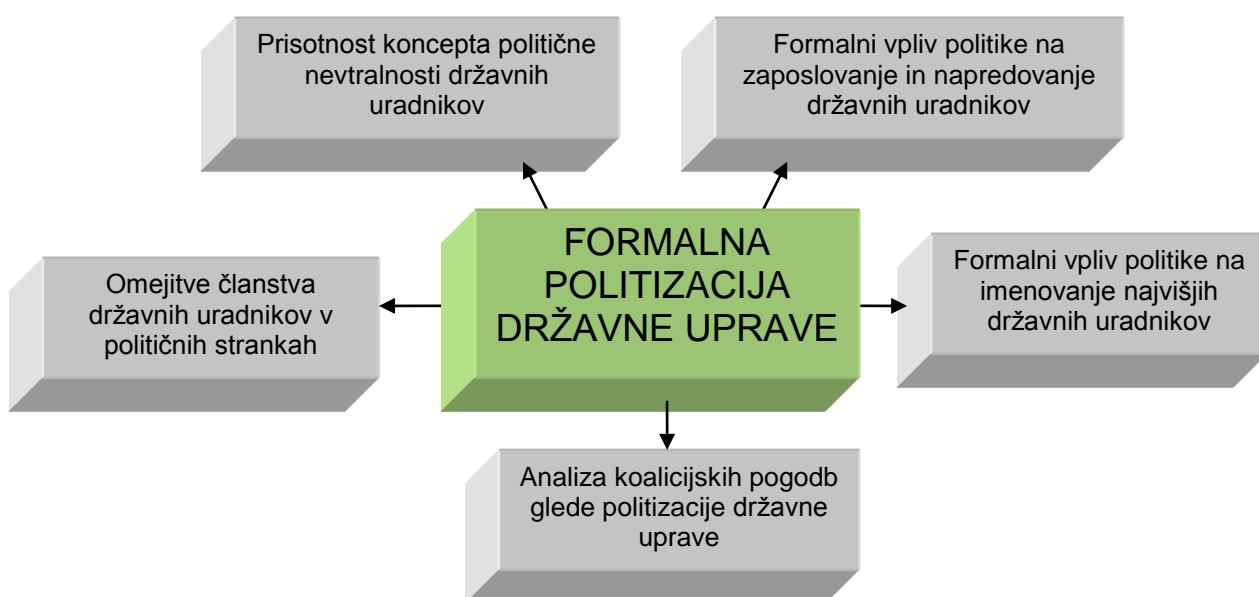 Prisotnost koncepta politične
nevtralnosti državnih
uradnikov
Formalni vpliv politike na
zaposlovanje in napredovanje
državnih uradnikov
FORMALNA
POLITIZACIJA
DRŽAVNE UPRAVE
Omejitve članstva
državnih uradnikov v
političnih strankah
Formalni vpliv politike na
imenovanje najvišjih
državnih uradnikov
Analiza koalicijskih pogodb
glede politizacije državne
uprave